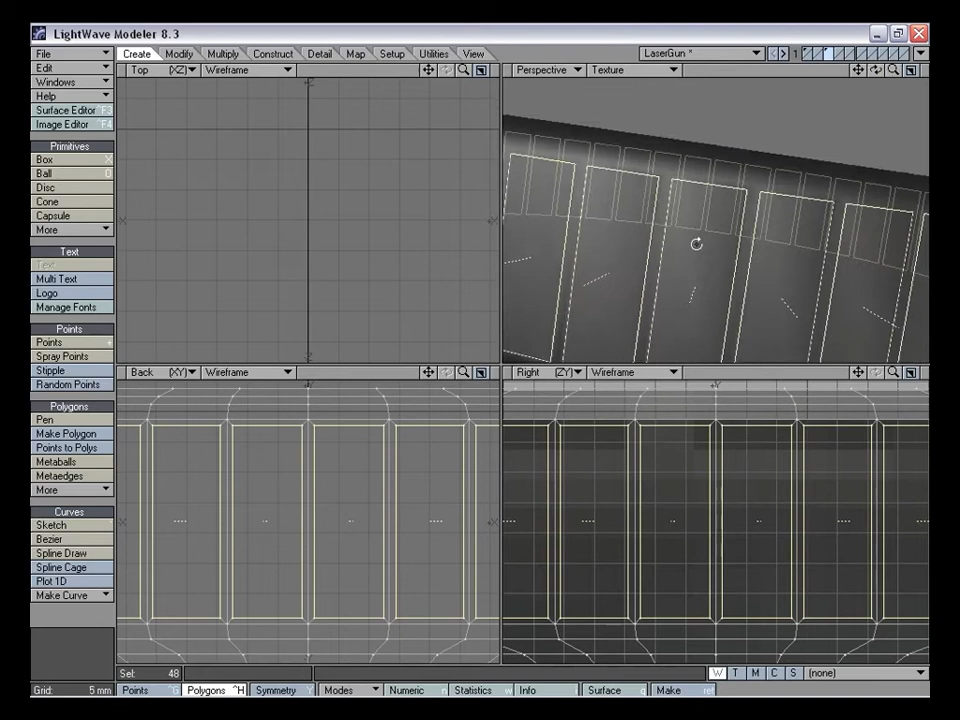 LightWave Modeler 8.3
File Create Modify Multiply Construct Detail Map Setup Utilities View LaserGun * 1
Edit Top (XZ) Wireframe Perspective Texture
Windows
Help
Surface Editor ^F3
Image Editor ^F4
Primitives
Box X
Ball O
Disc
Cone
Capsule
More
Text
Text
Multi Text
Logo
Manage Fonts
Points
Points +
Spray Points
Stipple
Random Points
Back (XY) Wireframe Right (ZY) Wireframe
Polygons
Pen
Make Polygon
Points to Polys
Metaballs
Metaedges
More
Curves
Sketch
Bezier
Spline Draw
Spline Cage
Plot 1D
Make Curve
Sel: 48 W T M C S (none)
Grid: 5 mm Points ^G Polygons ^H Symmetry Y Modes Numeric n Statistics w Info i Surface q Make ret